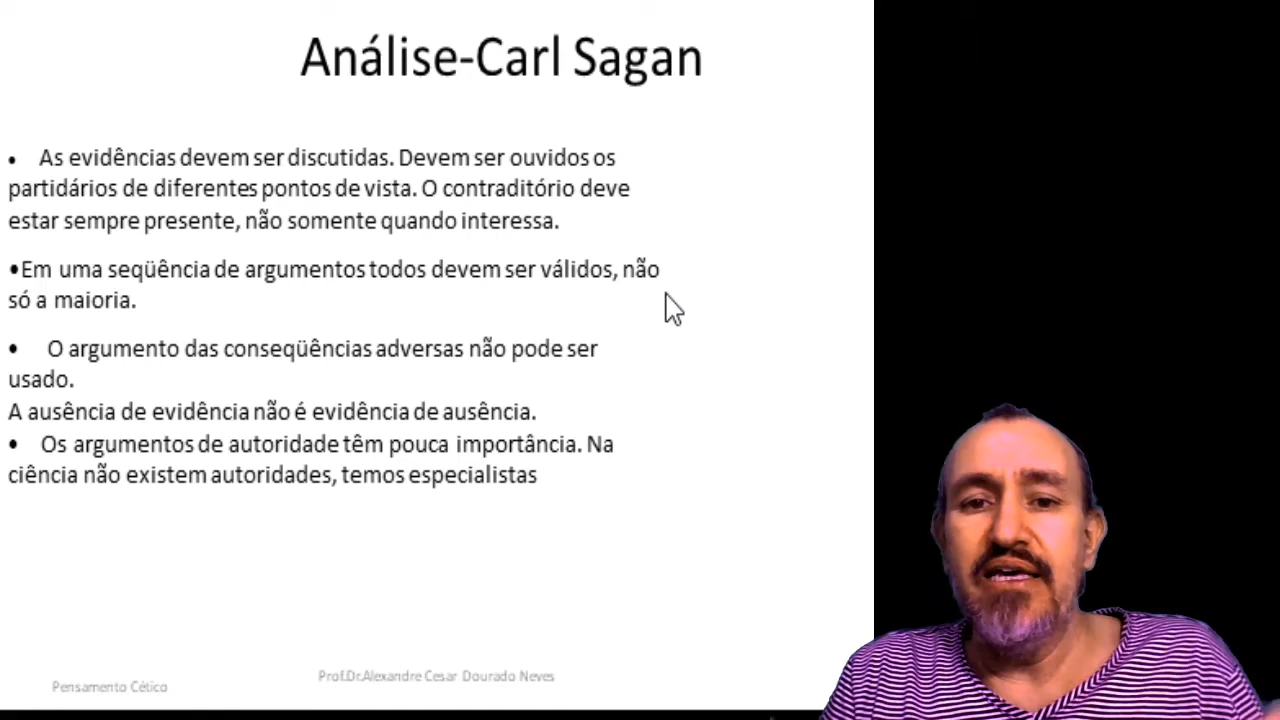 Análise-Carl Sagan
• As evidências devem ser discutidas. Devem ser ouvidos os
partidários de diferentes pontos de vista. O contraditório deve
estar sempre presente, não somente quando interessa.
•Em uma seqüência de argumentos todos devem ser válidos, não
só a maioria.
• O argumento das conseqüências adversas não pode ser
usado.
A ausência de evidência não é evidência de ausência.
• Os argumentos de autoridade têm pouca importância. Na
ciência não existem autoridades, temos especialistas
Pensamento Cético
Prof.Dr.Alexandre Cesar Dourado Neves